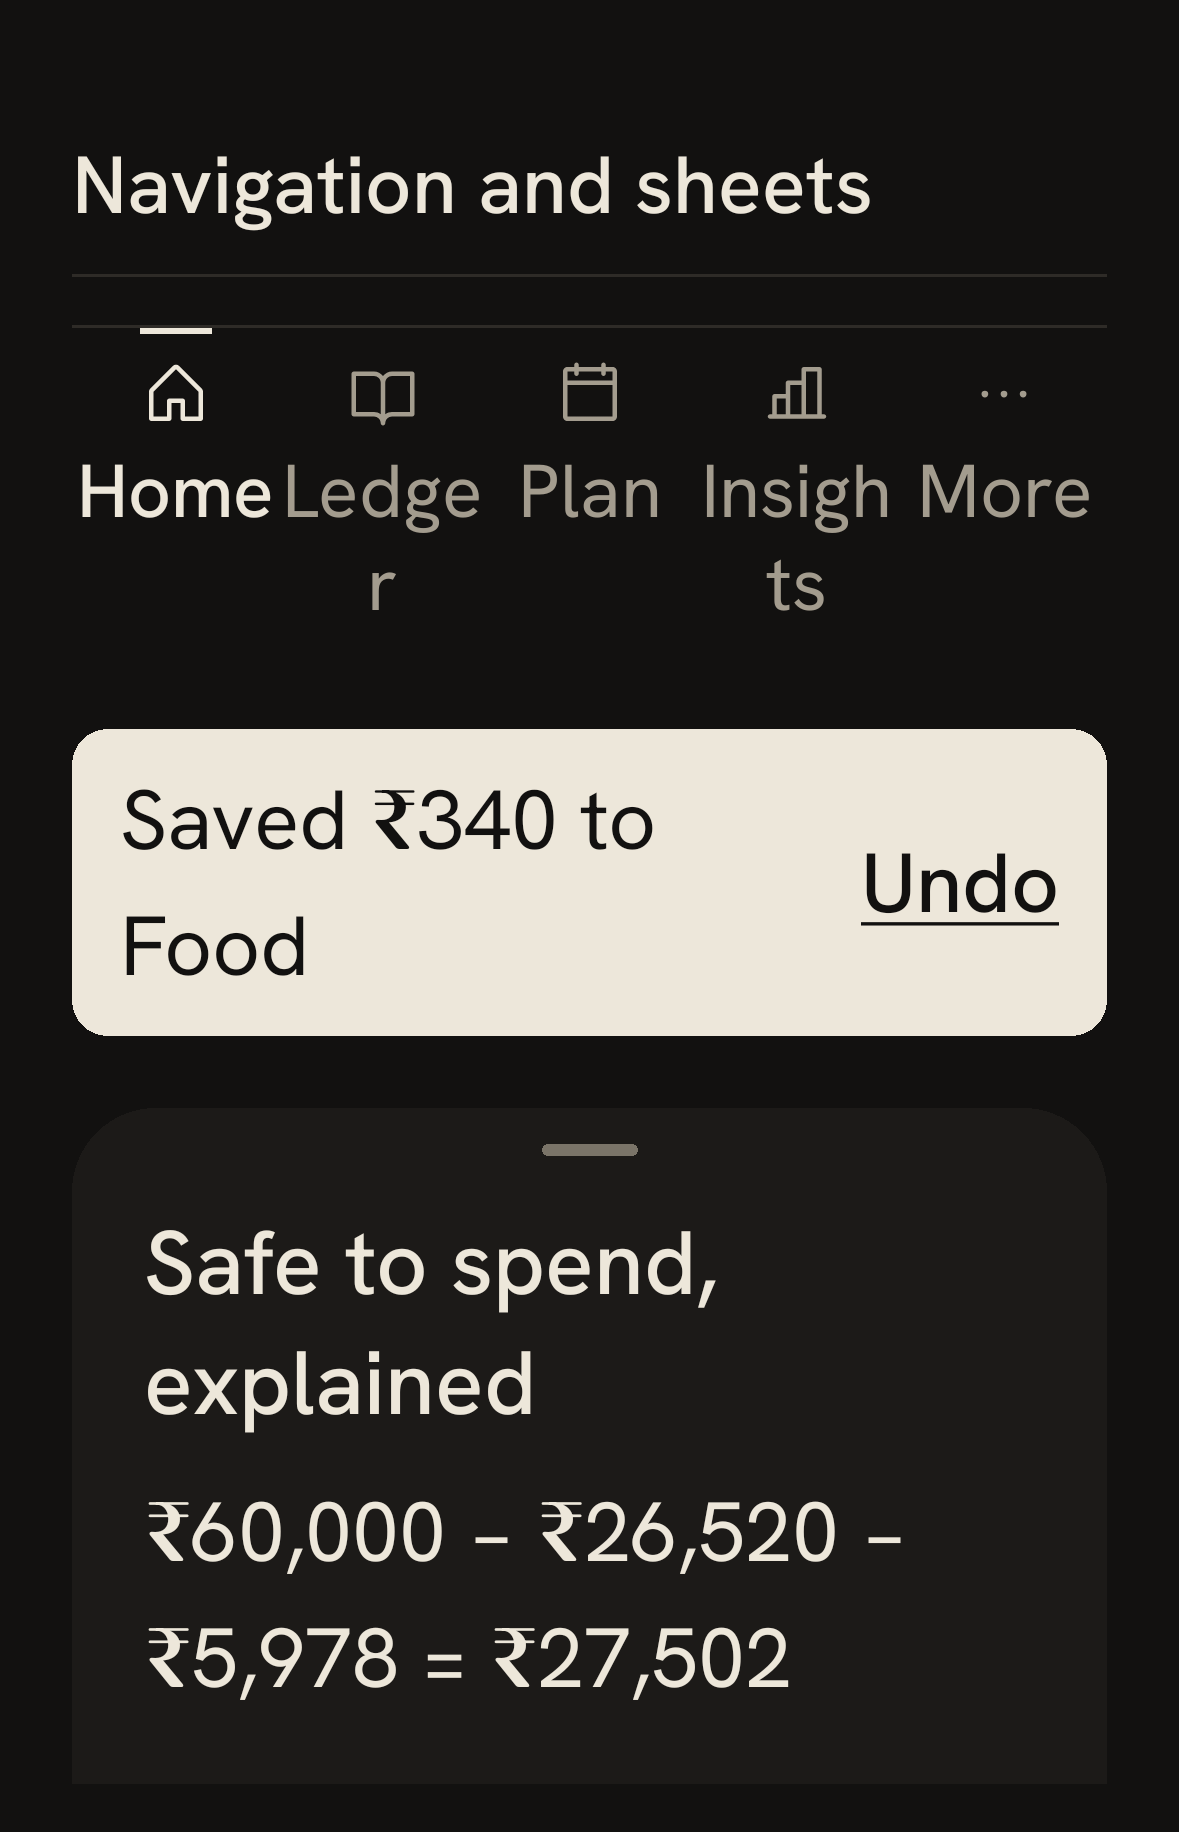 Navigation and sheets
Home Ledge Plan Insigh More
r ts
Saved ₹340 to
Food
Undo
Safe to spend,
explained
₹60,000 – ₹26,520 –
₹5,978 = ₹27,502